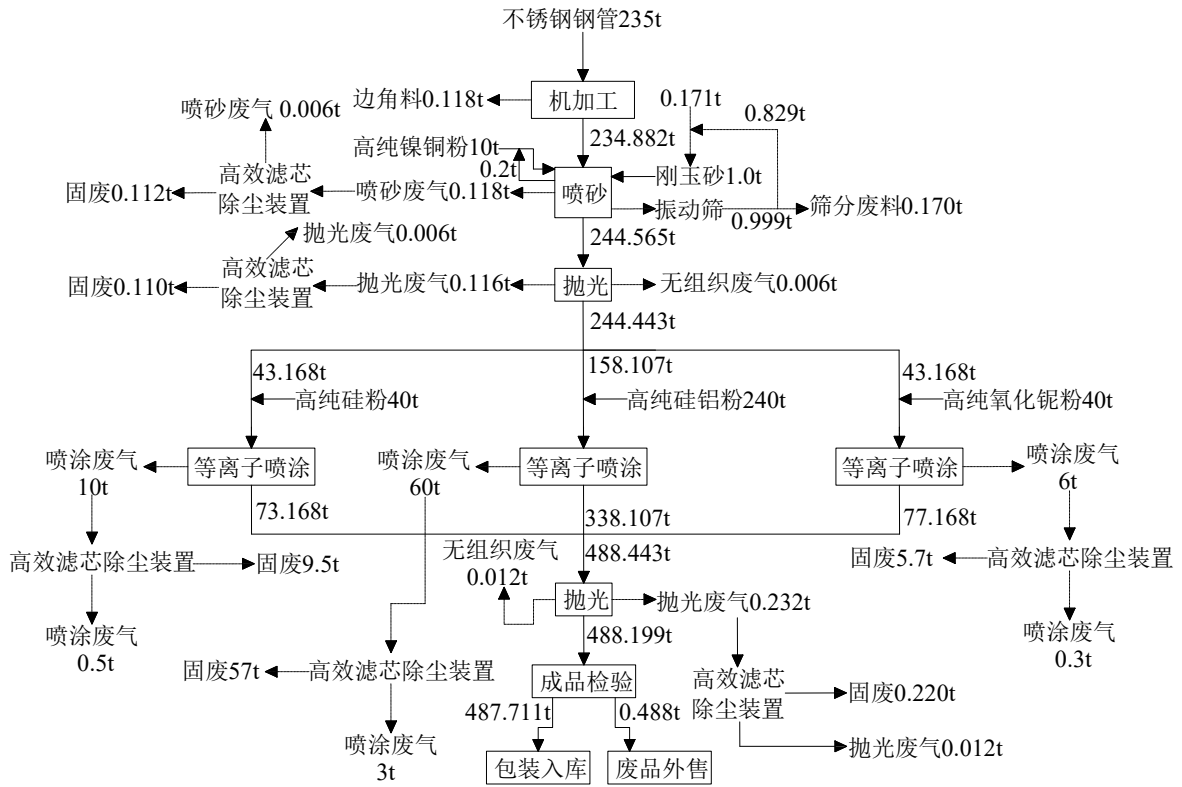 不锈钢钢管235t
机加工
边角料0.118t
0.171t
0.829t
喷砂废气 0.006t
234.882t
高纯镍铜粉10t
0.2t
高效滤芯
除尘装置
固废0.112t
喷砂废气0.118t
喷砂
刚玉砂1.0t
振动筛
0.999t
筛分废料0.170t
244.565t
抛光废气0.006t
高效滤芯
除尘装置
固废0.110t
抛光废气0.116t
抛光
无组织废气0.006t
244.443t
43.168t
158.107t
43.168t
高纯硅粉40t
高纯硅铝粉240t
高纯氧化铌粉40t
喷涂废气
10t
等离子喷涂
喷涂废气
60t
等离子喷涂
等离子喷涂
喷涂废气
6t
73.168t
338.107t
77.168t
高效滤芯除尘装置
固废9.5t
喷涂废气
0.5t
无组织废气
0.012t
488.443t
固废5.7t
高效滤芯除尘装置
喷涂废气
0.3t
抛光
抛光废气0.232t
488.199t
固废57t
高效滤芯除尘装置
喷涂废气
3t
成品检验
高效滤芯
除尘装置
固废0.220t
抛光废气0.012t
487.711t
0.488t
包装入库
废品外售